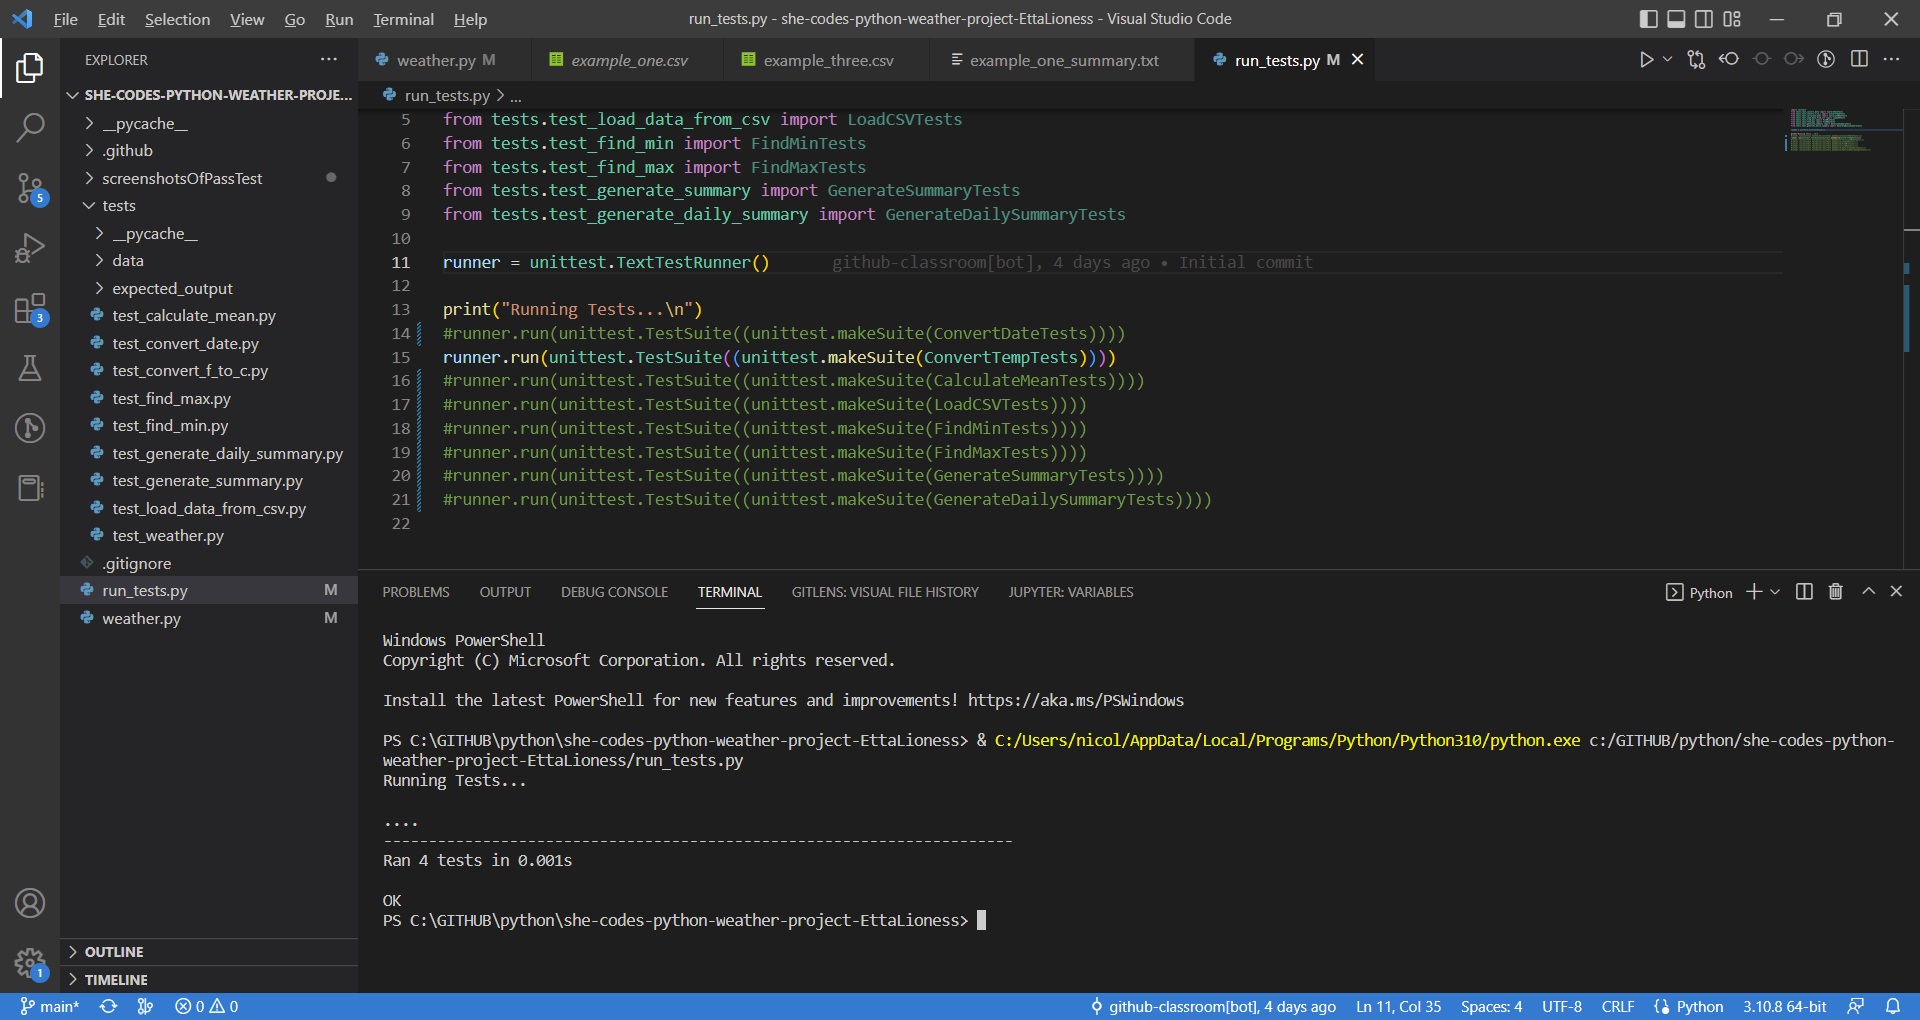 File Edit Selection View Go Run Terminal Help
run_tests.py - she-codes-python-weather-project-EttaLioness - Visual Studio Code
EXPLORER
SHE-CODES-PYTHON-WEATHER-PROJE...
__pycache__
.github
screenshotsOfPassTest
tests
__pycache__
data
expected_output
test_calculate_mean.py
test_convert_date.py
test_convert_f_to_c.py
test_find_max.py
test_find_min.py
test_generate_daily_summary.py
test_generate_summary.py
test_load_data_from_csv.py
test_weather.py
.gitignore
run_tests.py M
weather.py M
OUTLINE
TIMELINE
5
3
1
weather.py M example_one.csv example_three.csv example_one_summary.txt run_tests.py M
run_tests.py > ...
5 from tests.test_load_data_from_csv import LoadCSVTests
6 from tests.test_find_min import FindMinTests
7 from tests.test_find_max import FindMaxTests
8 from tests.test_generate_summary import GenerateSummaryTests
9 from tests.test_generate_daily_summary import GenerateDailySummaryTests
10
11 runner = unittest.TextTestRunner() github-classroom[bot], 4 days ago • Initial commit
12
13 print("Running Tests...\n")
14 #runner.run(unittest.TestSuite((unittest.makeSuite(ConvertDateTests))))
15 runner.run(unittest.TestSuite((unittest.makeSuite(ConvertTempTests))))
16 #runner.run(unittest.TestSuite((unittest.makeSuite(CalculateMeanTests))))
17 #runner.run(unittest.TestSuite((unittest.makeSuite(LoadCSVTests))))
18 #runner.run(unittest.TestSuite((unittest.makeSuite(FindMinTests))))
19 #runner.run(unittest.TestSuite((unittest.makeSuite(FindMaxTests))))
20 #runner.run(unittest.TestSuite((unittest.makeSuite(GenerateSummaryTests))))
21 #runner.run(unittest.TestSuite((unittest.makeSuite(GenerateDailySummaryTests))))
22
PROBLEMS OUTPUT DEBUG CONSOLE TERMINAL GITLENS: VISUAL FILE HISTORY JUPYTER: VARIABLES Python
Windows PowerShell
Copyright (C) Microsoft Corporation. All rights reserved.
Install the latest PowerShell for new features and improvements! https://aka.ms/PSWindows
PS C:\GITHUB\python\she-codes-python-weather-project-EttaLioness> & C:/Users/nicol/AppData/Local/Programs/Python/Python310/python.exe c:/GITHUB/python/she-codes-python-
weather-project-EttaLioness/run_tests.py
Running Tests...
....
----------------------------------------------------------------------
Ran 4 tests in 0.001s
OK
PS C:\GITHUB\python\she-codes-python-weather-project-EttaLioness>
main* 0 0 github-classroom[bot], 4 days ago Ln 11, Col 35 Spaces: 4 UTF-8 CRLF Python 3.10.8 64-bit